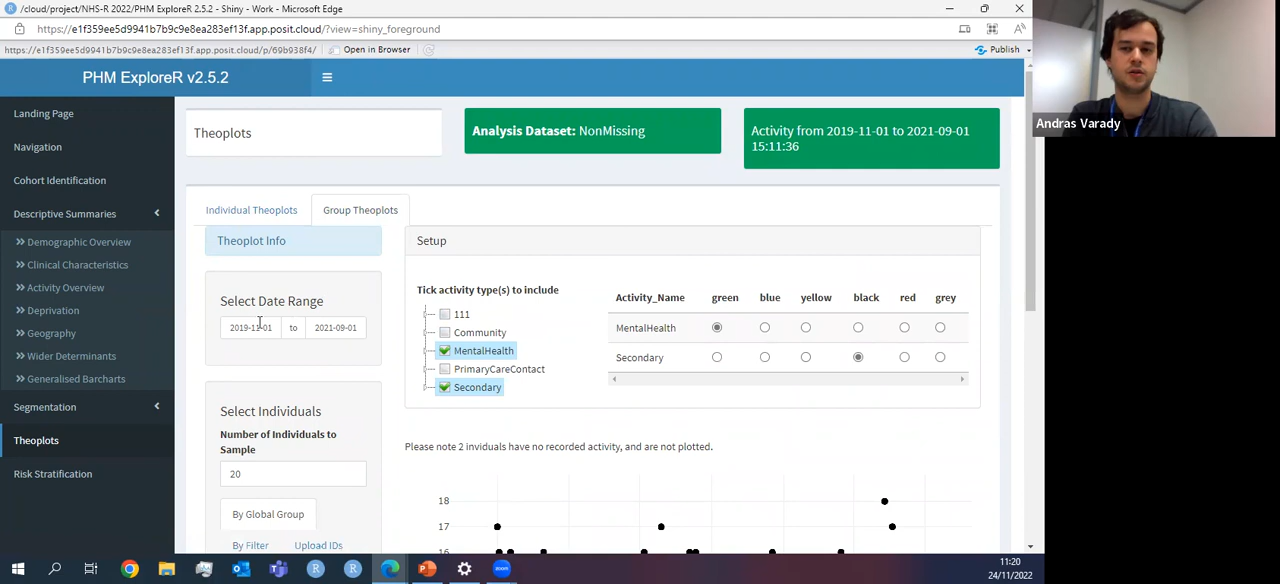 /cloud/project/NHS-R 2022/PHM ExploreR 2.5.2 - Shiny - Work - Microsoft Edge
https://e1f359ee5d9941b7b9c9e8ea283ef13f.app.posit.cloud/?view=shiny_foreground
https://e1f359ee5d9941b7b9c9e8ea283ef13f.app.posit.cloud/p/69b938f4/
Open in Browser
Publish
PHM ExploreR v2.5.2
Andras Varady
Landing Page
Navigation
Cohort Identification
Descriptive Summaries
Demographic Overview
Clinical Characteristics
Activity Overview
Deprivation
Geography
Wider Determinants
Generalised Barcharts
Segmentation
Theoplots
Risk Stratification
Theoplots
Analysis Dataset: NonMissing
Activity from 2019-11-01 to 2021-09-01
15:11:36
Individual Theoplots
Group Theoplots
Theoplot Info
Select Date Range
2019-11-01 to 2021-09-01
Select Individuals
Number of Individuals to
Sample
20
By Global Group
By Filter Upload IDs
Setup
Tick activity type(s) to include
111
Community
MentalHealth
PrimaryCareContact
Secondary
Activity_Name green blue yellow black red grey
MentalHealth
Secondary
Please note 2 inviduals have no recorded activity, and are not plotted.
18
17
16
11:20
24/11/2022